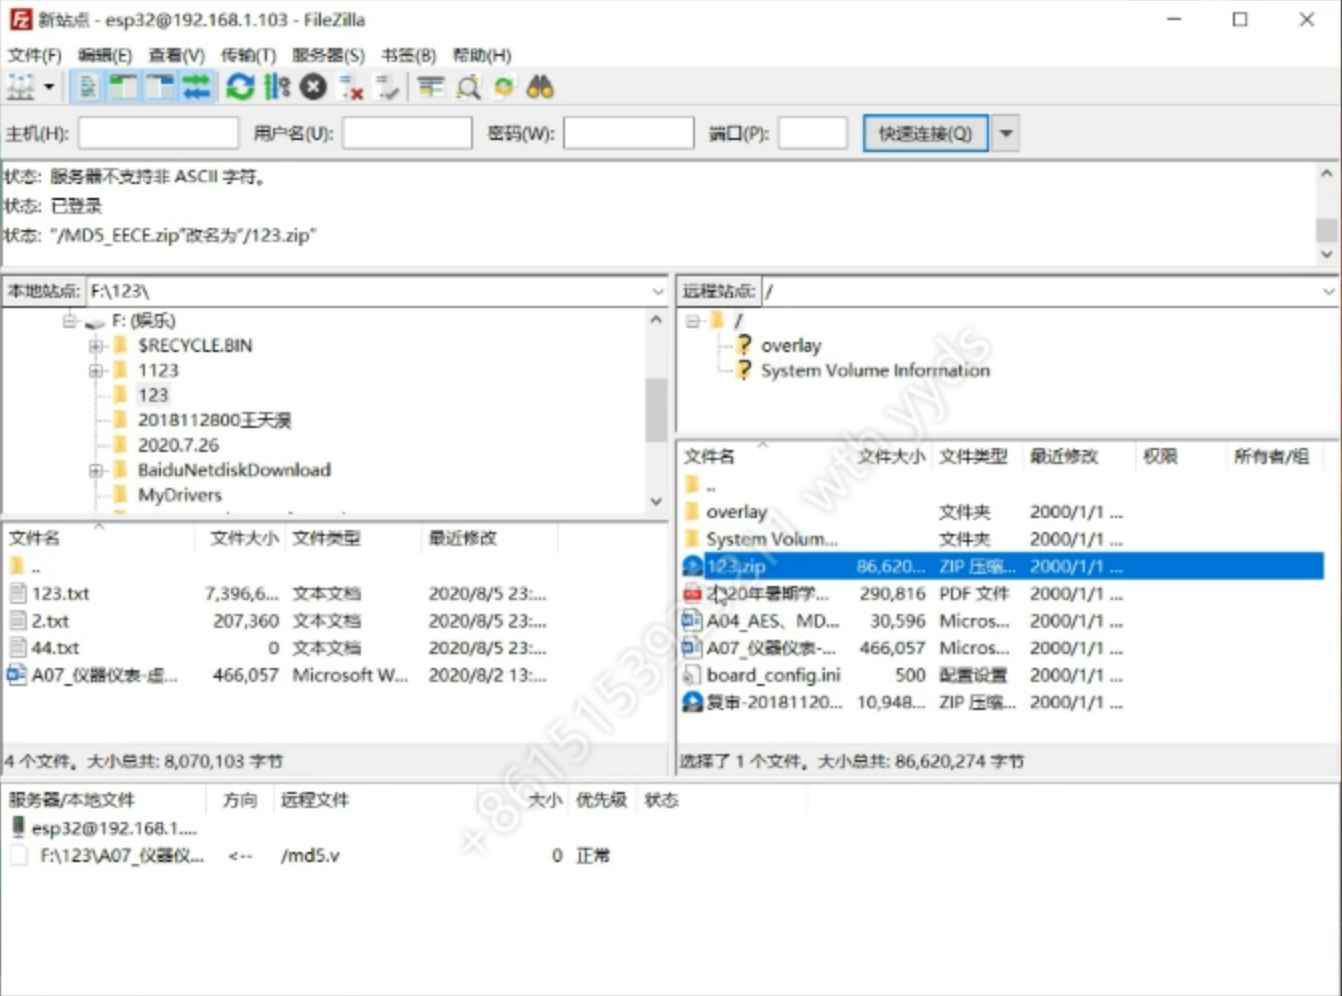 新站点 - esp32@192.168.1.103 - FileZilla
文件(F) 编辑(E) 查看(V) 传输(T) 服务器(S) 书签(B) 帮助(H)
主机(H): 用户名(U): 密码(W): 端口(P): 快速连接(Q)
状态: 服务器不支持非 ASCII 字符。
状态: 已登录
状态: "/MD5_EECE.zip"改名为"/123.zip"
本地站点: F:\123\
F: (娱乐)
$RECYCLE.BIN
1123
123
2018112800王天漠
2020.7.26
BaiduNetdiskDownload
MyDrivers
文件名 文件大小 文件类型 最近修改
..
123.txt 7,396,6... 文本文档 2020/8/5 23:...
2.txt 207,360 文本文档 2020/8/5 23:...
44.txt 0 文本文档 2020/8/5 23:...
A07_仪器仪表-虚... 466,057 Microsoft W... 2020/8/2 13:...
4 个文件。大小总共: 8,070,103 字节
远程站点: /
/
overlay
System Volume Information
文件名 文件大小 文件类型 最近修改 权限 所有者/组
..
overlay 文件夹 2000/1/1 ...
System Volum... 文件夹 2000/1/1 ...
123.zip 86,620... ZIP 压缩... 2000/1/1 ...
2020年暑期学... 290,816 PDF 文件 2000/1/1 ...
A04_AES、MD... 30,596 Micros... 2000/1/1 ...
A07_仪器仪表-... 466,057 Micros... 2000/1/1 ...
board_config.ini 500 配置设置 2000/1/1 ...
复审-20181120... 10,948... ZIP 压缩... 2000/1/1 ...
选择了 1 个文件。大小总共: 86,620,274 字节
服务器/本地文件 方向 远程文件 大小 优先级 状态
esp32@192.168.1....
F:\123\A07_仪器仪... <-- /md5.v 0 正常